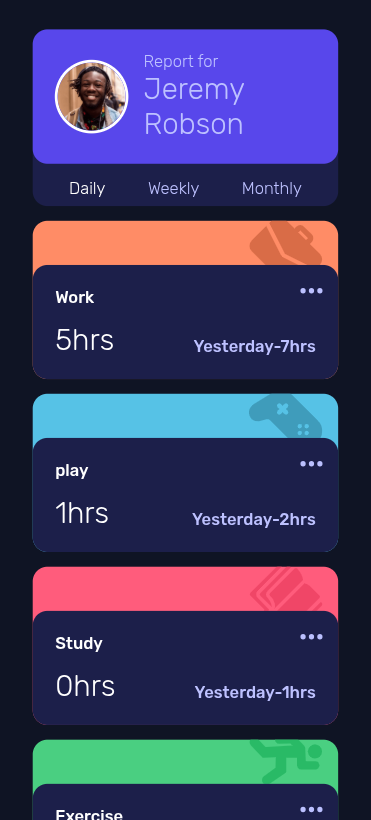 Report for
Jeremy
Robson
Daily Weekly Monthly
Work
5hrs Yesterday-7hrs
play
1hrs Yesterday-2hrs
Study
0hrs Yesterday-1hrs
Exercise